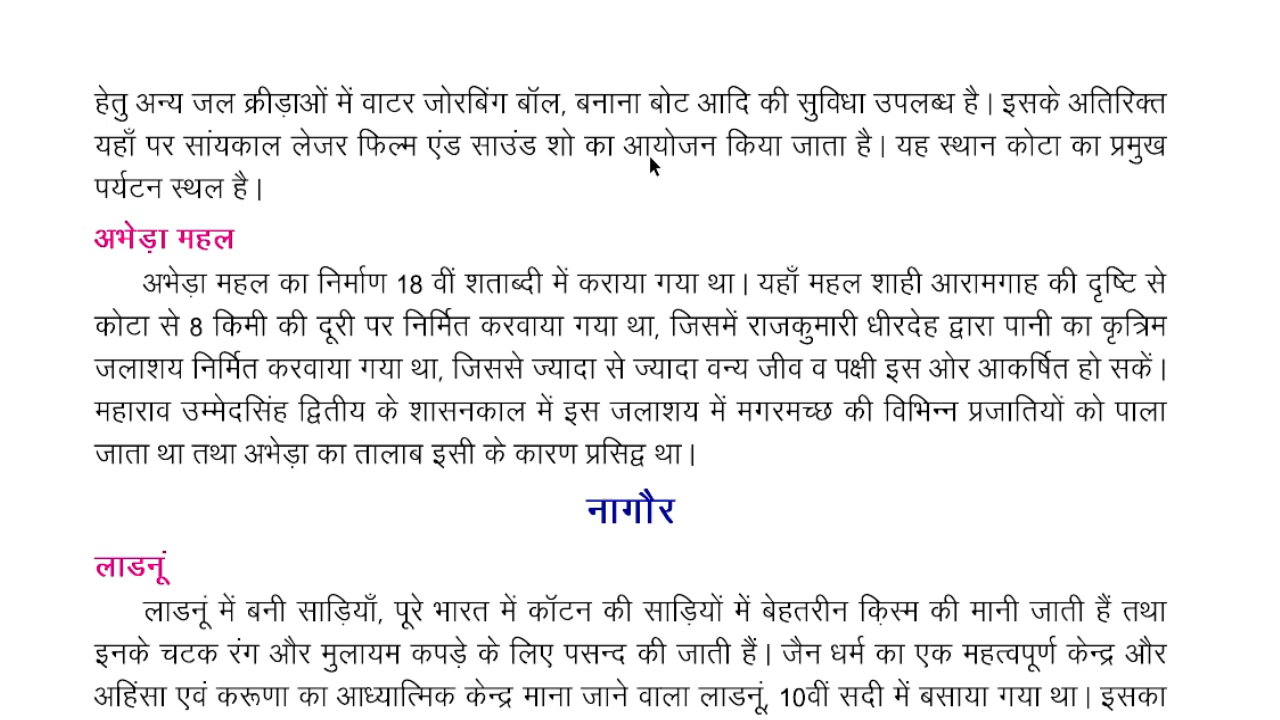 हेतु अन्य जल क्रीड़ाओं में वाटर जोरबिंग बॉल, बनाना बोट आदि की सुविधा उपलब्ध है। इसके अतिरिक्त
यहाँ पर सांयकाल लेजर फिल्म एंड साउंड शो का आयोजन किया जाता है। यह स्थान कोटा का प्रमुख
पर्यटन स्थल है।
अभेड़ा महल
अभेड़ा महल का निर्माण 18 वीं शताब्दी में कराया गया था। यहाँ महल शाही आरामगाह की दृष्टि से
कोटा से 8 किमी की दूरी पर निर्मित करवाया गया था, जिसमें राजकुमारी धीरदेह द्वारा पानी का कृत्रिम
जलाशय निर्मित करवाया गया था, जिससे ज्यादा से ज्यादा वन्य जीव व पक्षी इस ओर आकर्षित हो सकें।
महाराव उम्मेदसिंह द्वितीय के शासनकाल में इस जलाशय में मगरमच्छ की विभिन्न प्रजातियों को पाला
जाता था तथा अभेड़ा का तालाब इसी के कारण प्रसिद्व था।
नागौर
लाडनूं
लाडनूं में बनी साड़ियाँ, पूरे भारत में कॉटन की साड़ियों में बेहतरीन क़िस्म की मानी जाती हैं तथा
इनके चटक रंग और मुलायम कपड़े के लिए पसन्द की जाती हैं। जैन धर्म का एक महत्वपूर्ण केन्द्र और
अहिंसा एवं करूणा का आध्यात्मिक केन्द्र माना जाने वाला लाडनूं, 10वीं सदी में बसाया गया था। इसका